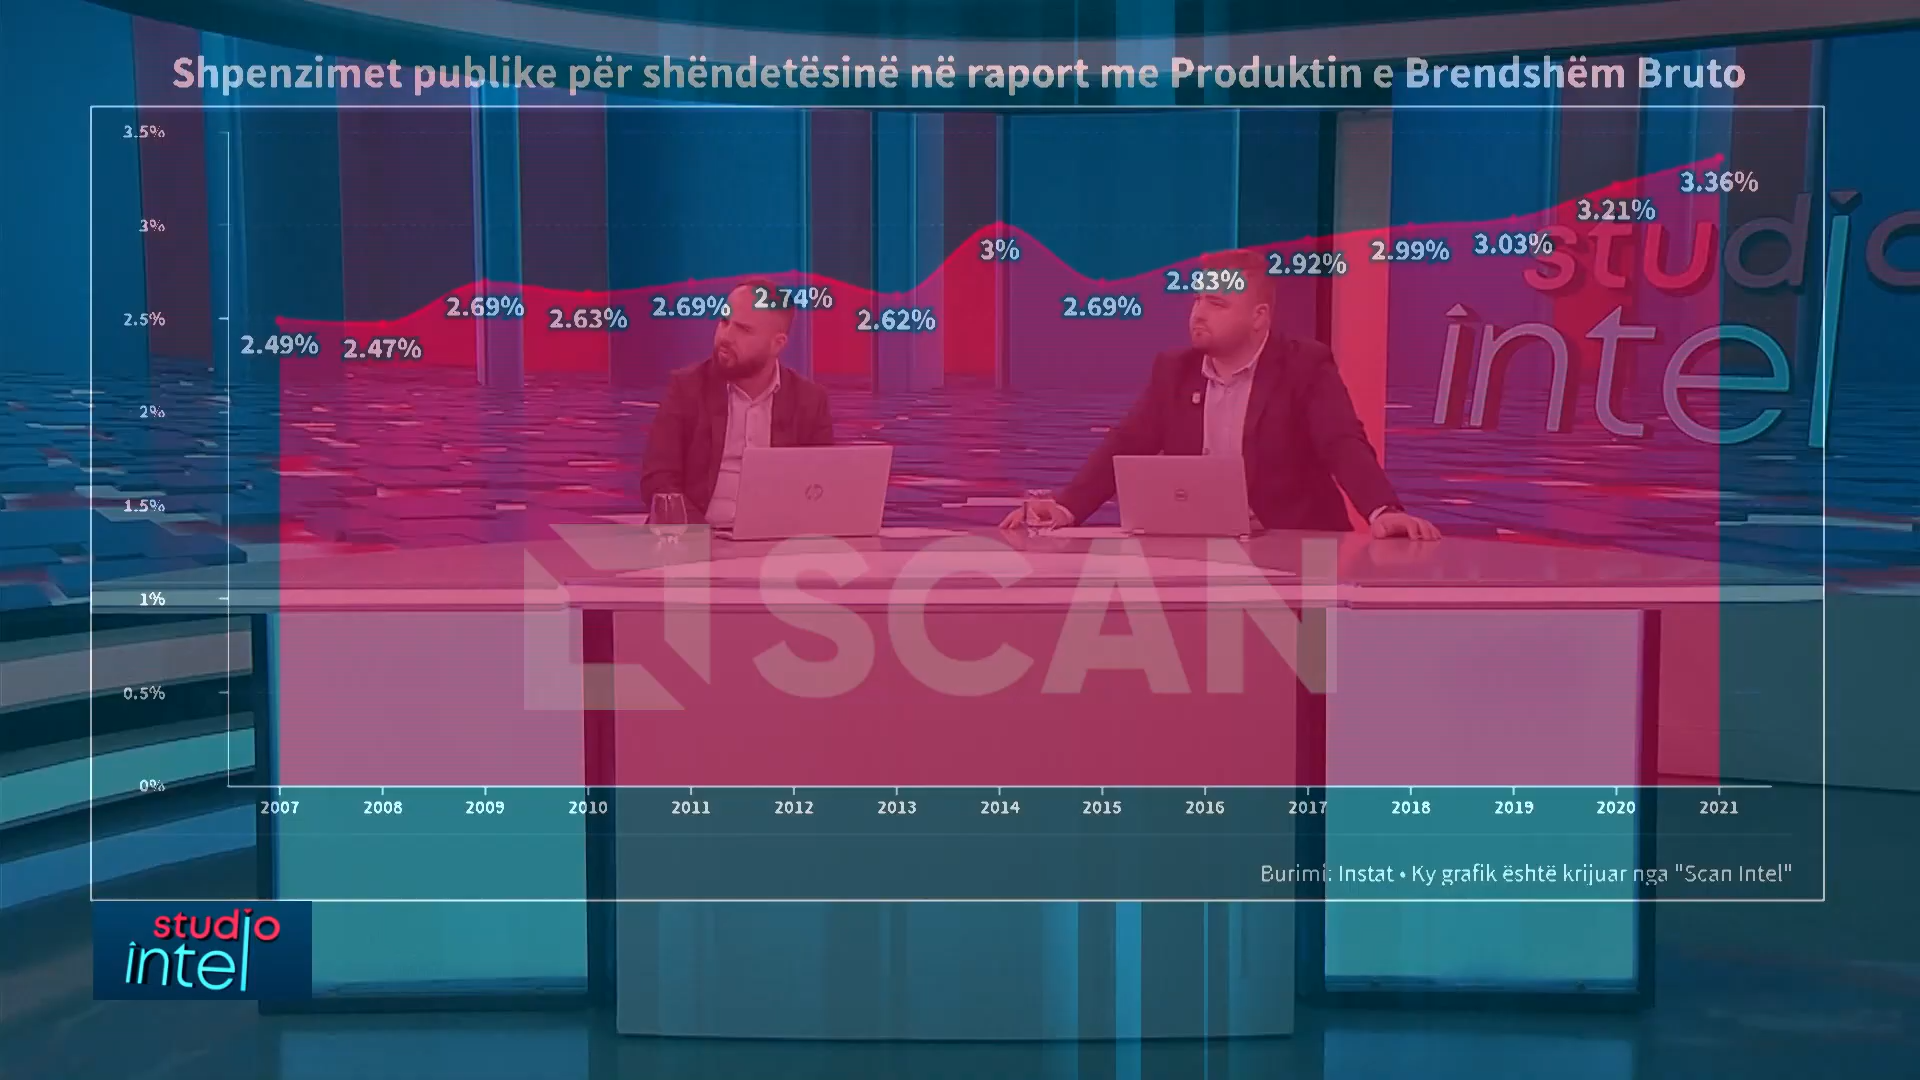 Shpenzimet publike për shëndetësinë në raport me Produktin e Brendshëm Bruto
3.5%
3%
2.5%
2%
1.5%
1%
0.5%
0%
2.49%
2.47%
2.69%
2.63%
2.69%
2.74%
2.62%
3%
2.69%
2.83%
2.92%
2.99%
3.03%
3.21%
3.36%
studio
intel
SCAN
2007 2008 2009 2010 2011 2012 2013 2014 2015 2016 2017 2018 2019 2020 2021
Burimi: Instat • Ky grafik është krijuar nga "Scan Intel"
studio
intel